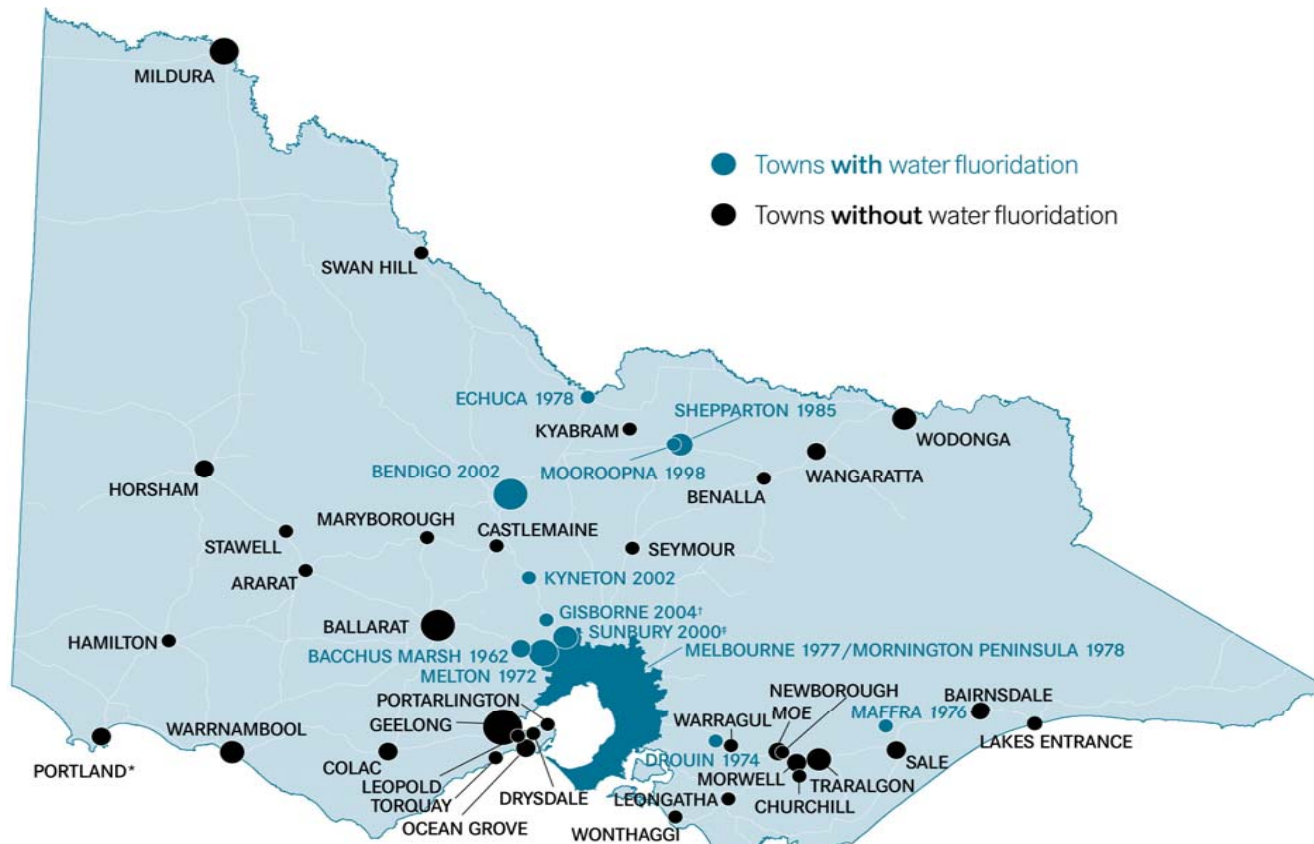 MILDURA
Towns with water fluoridation
Towns without water fluoridation
SWAN HILL
ECHUCA 1978
SHEPPARTON 1985
KYABRAM
WODONGA
MOOROOPNA 1998
WANGARATTA
BENDIGO 2002
BENALLA
HORSHAM
MARYBOROUGH
CASTLEMAINE
STAWELL
SEYMOUR
ARARAT
KYNETON 2002
GISBORNE 2004†
BALLARAT
SUNBURY 2000‡
HAMILTON
BACCHUS MARSH 1962
MELBOURNE 1977/MORNINGTON PENINSULA 1978
MELTON 1972
PORTARLINGTON
NEWBOROUGH
BAIRNSDALE
MOE
MAFFRA 1976
WARRNAMBOOL
GEELONG
WARRAGUL
LAKES ENTRANCE
PORTLAND*
COLAC
DROUIN 1974
SALE
LEOPOLD
MORWELL
TRARALGON
TORQUAY
DRYSDALE
LEONGATHA
CHURCHILL
OCEAN GROVE
WONTHAGGI